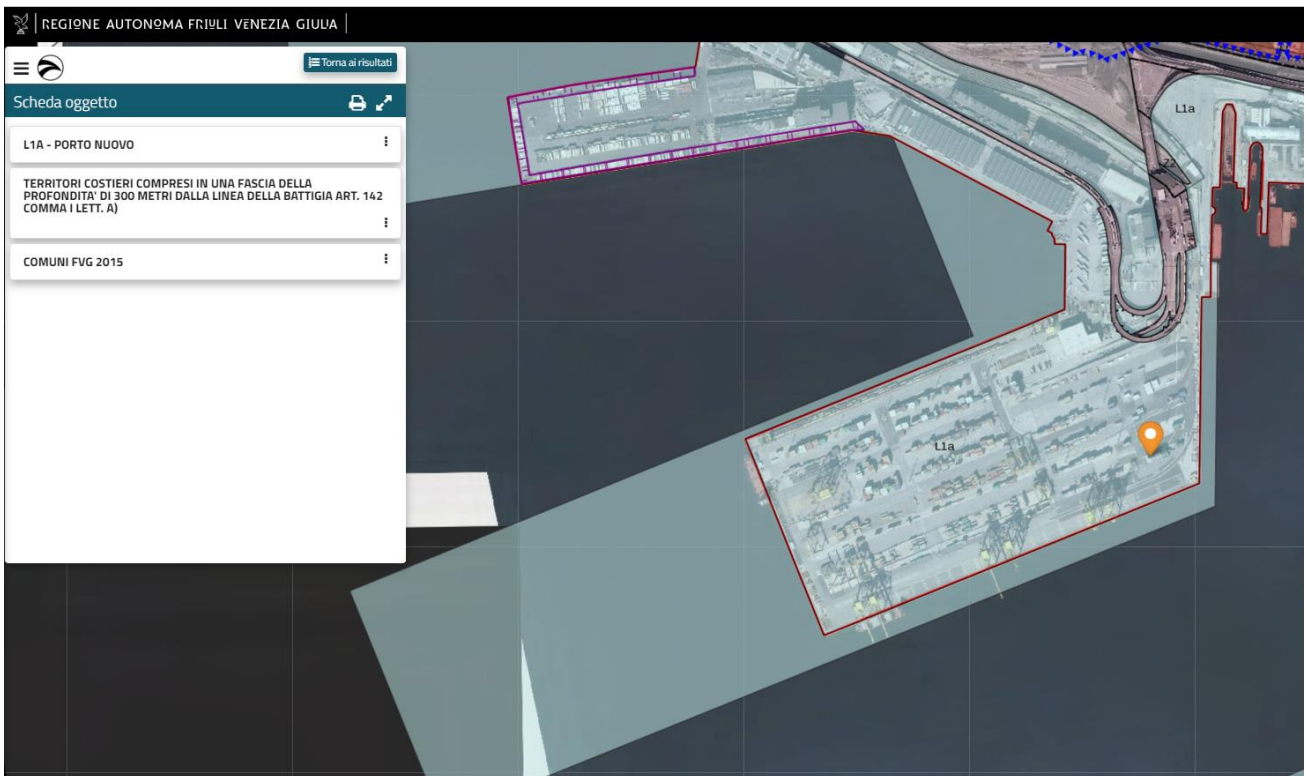 REGIONE AUTONOMA FRIULI VENEZIA GIULIA
Torna ai risultati
Scheda oggetto
L1A - PORTO NUOVO
TERRITORI COSTIERI COMPRESI IN UNA FASCIA DELLA
PROFONDITA' DI 300 METRI DALLA LINEA DELLA BATTIGIA ART. 142
COMMA I LETT. A)
COMUNI FVG 2015
L1a
Z2
L1a